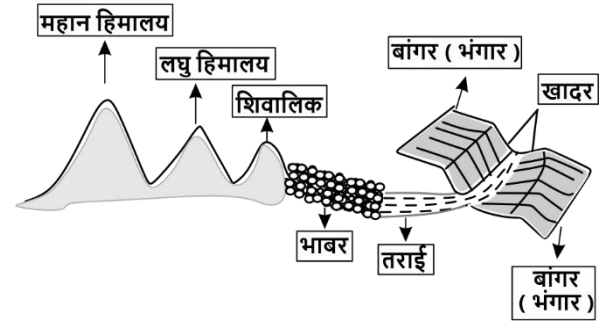 महान हिमालय
लघु हिमालय
शिवालिक
बांगर ( भंगार )
खादर
भाबर
तराई
बांगर
( भंगार )